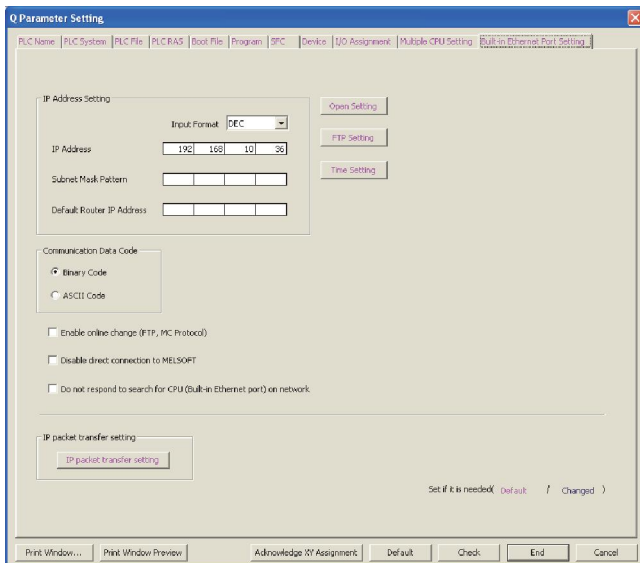 Q Parameter Setting
PLC Name PLC System PLC File PLC RAS Boot File Program SFC Device I/O Assignment Multiple CPU Setting Built-in Ethernet Port Setting
IP Address Setting
Input Format DEC
IP Address 192 168 10 36
Subnet Mask Pattern
Default Router IP Address
Open Setting
FTP Setting
Time Setting
Communication Data Code
Binary Code
ASCII Code
Enable online change (FTP, MC Protocol)
Disable direct connection to MELSOFT
Do not respond to search for CPU (Built-in Ethernet port) on network
IP packet transfer setting
IP packet transfer setting
Set if it is needed( Default / Changed )
Print Window... Print Window Preview Acknowledge XY Assignment Default Check End Cancel